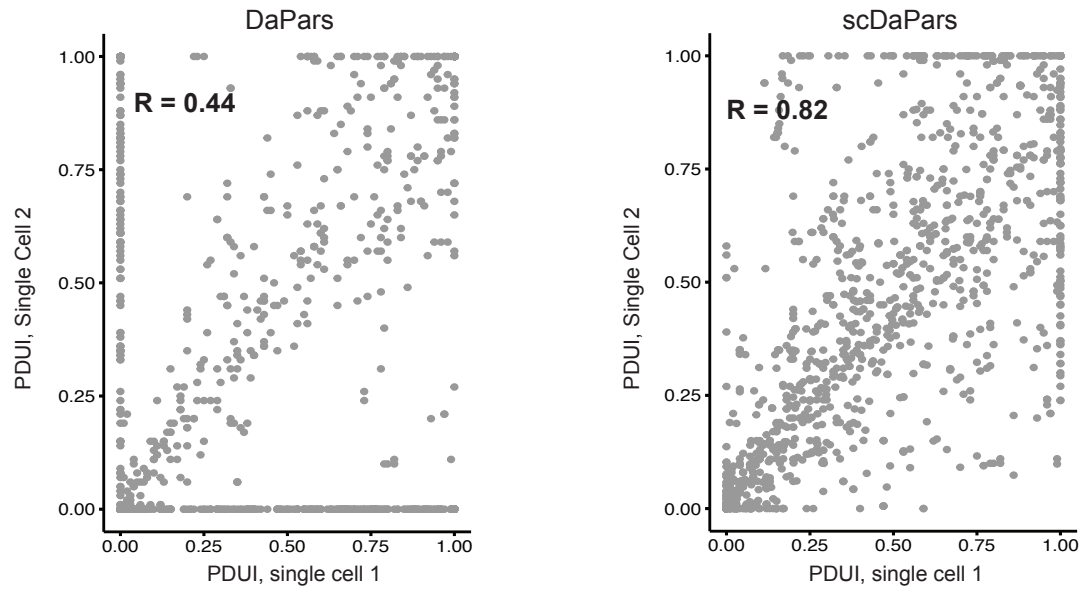 DaPars
1.00
0.75
0.50
0.25
0.00
R = 0.44
PDUI, Single Cell 2
0.00 0.25 0.50 0.75 1.00
PDUI, single cell 1
scDaPars
1.00
0.75
0.50
0.25
0.00
R = 0.82
PDUI, Single Cell 2
0.00 0.25 0.50 0.75 1.00
PDUI, single cell 1